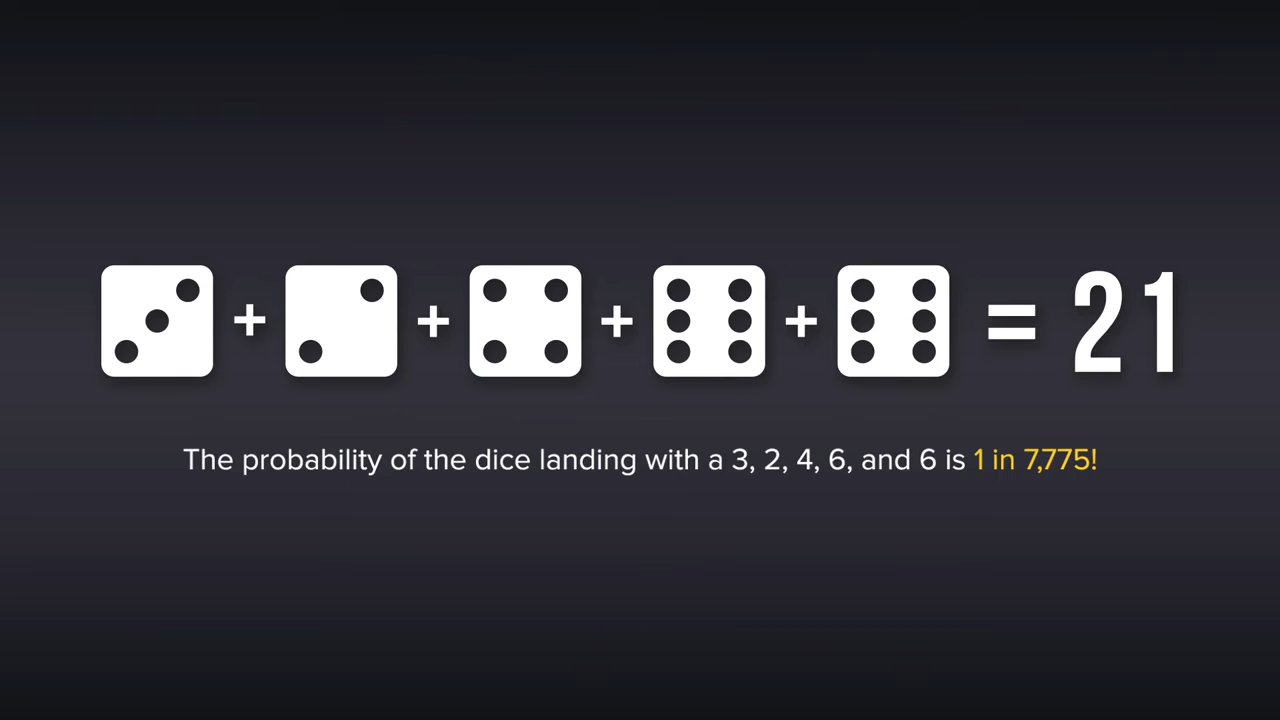 + + + + = 21
The probability of the dice landing with a 3, 2, 4, 6, and 6 is 1 in 7,775!